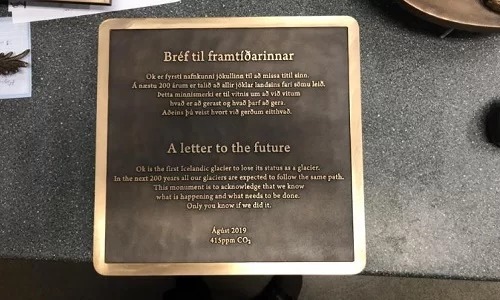 Bréf til framtíðarinnar
Ok er fyrsti nafnkunni jökullinn til að missa titil sinn.
Á næstu 200 árum er talið að allir jöklar landsins fari sömu leið.
Þetta minnismerki er til vitnis um að við vitum
hvað er að gerast og hvað þarf að gera.
Aðeins þú veist hvort við gerðum eitthvað.
A letter to the future
Ok is the first Icelandic glacier to lose its status as a glacier.
In the next 200 years all our glaciers are expected to follow the same path.
This monument is to acknowledge that we know
what is happening and what needs to be done.
Only you know if we did it.
Ágúst 2019
415ppm CO₂